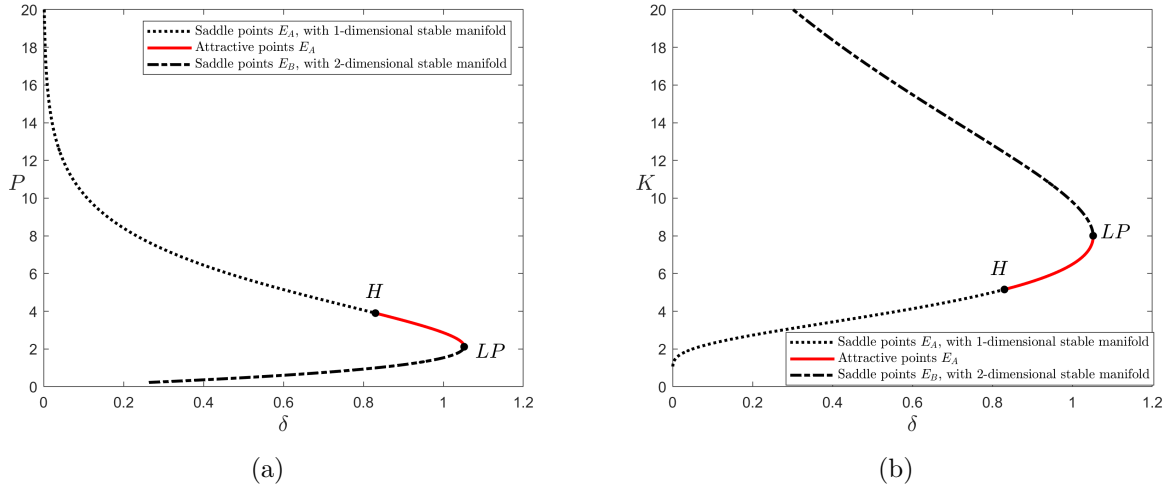 20
18
16
14
12
10
8
6
4
2
0
P
0
0.2
0.4
0.6
0.8
1
1.2
δ
Saddle points E_A, with 1-dimensional stable manifold
Attractive points E_A
Saddle points E_B, with 2-dimensional stable manifold
H
LP
(a)
20
18
16
14
12
10
8
6
4
2
0
K
0
0.2
0.4
0.6
0.8
1
1.2
δ
LP
H
Saddle points E_A, with 1-dimensional stable manifold
Attractive points E_A
Saddle points E_B, with 2-dimensional stable manifold
(b)